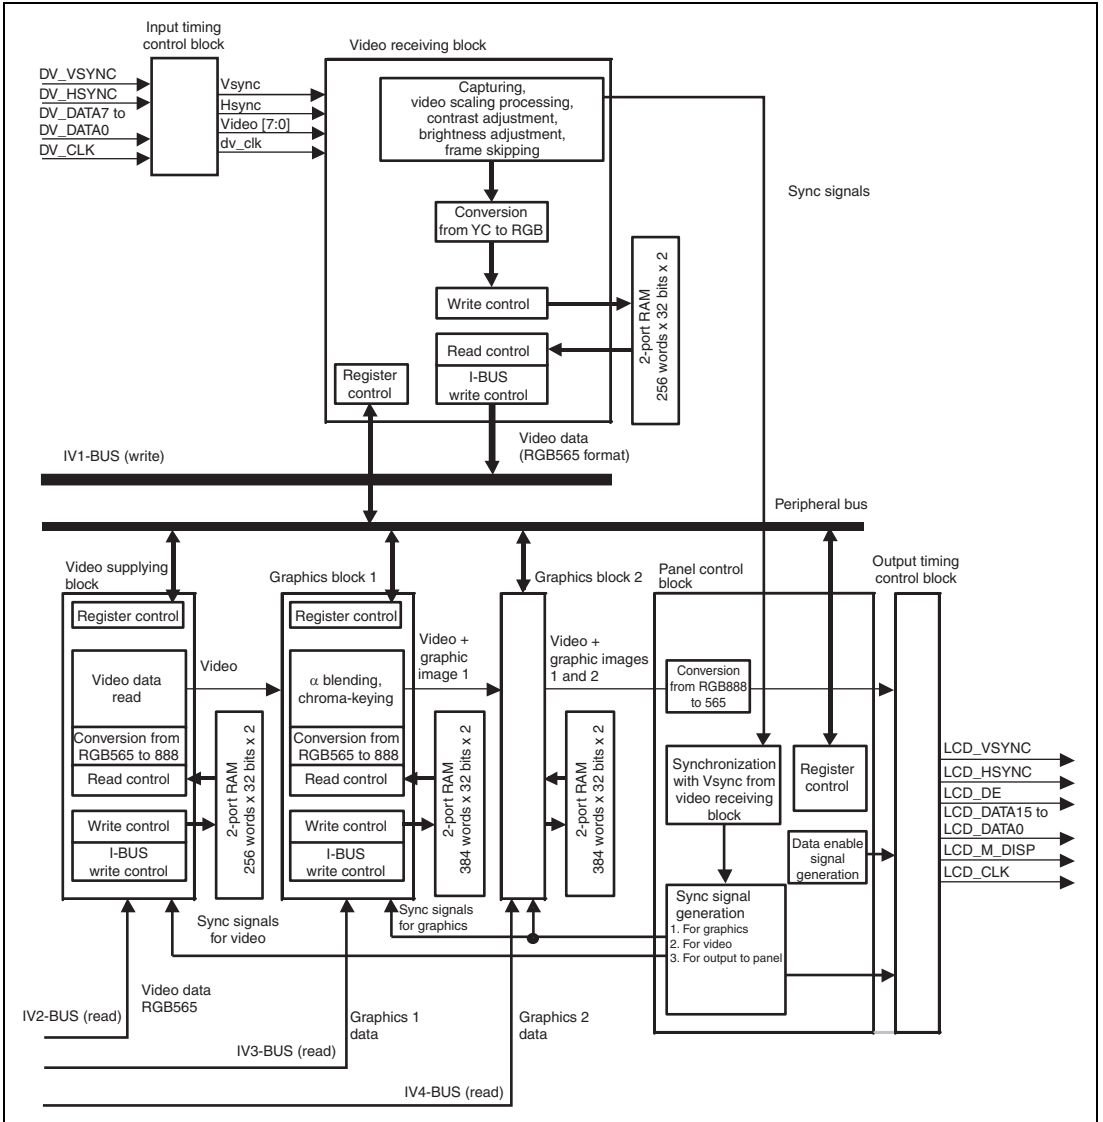 Input timing
control block
Video receiving block
DV_VSYNC
DV_HSYNC
DV_DATA7 to
DV_DATA0
DV_CLK
Vsync
Hsync
Video [7:0]
dv_clk
Capturing,
video scaling processing,
contrast adjustment,
brightness adjustment,
frame skipping
Sync signals
Conversion
from YC to RGB
Write control
2-port RAM
256 words x 32 bits x 2
Read control
I-BUS
write control
Register
control
Video data
(RGB565 format)
IV1-BUS (write)
Peripheral bus
Video supplying
block
Graphics block 1
Graphics block 2
Panel control
block
Output timing
control block
Register control
Video data
read
Conversion from
RGB565 to 888
Read control
Write control
I-BUS
write control
Video
2-port RAM
256 words x 32 bits x 2
Register control
α blending,
chroma-keying
Conversion from
RGB565 to 888
Read control
Write control
I-BUS
write control
Video +
graphic
image 1
2-port RAM
384 words x 32 bits x 2
Video +
graphic images
1 and 2
2-port RAM
384 words x 32 bits x 2
Conversion
from RGB888
to 565
Synchronization
with Vsync from
video receiving
block
Register
control
Data enable
signal
generation
Sync signal
generation
1. For graphics
2. For video
3. For output to panel
LCD_VSYNC
LCD_HSYNC
LCD_DE
LCD_DATA15 to
LCD_DATA0
LCD_M_DISP
LCD_CLK
Sync signals
for video
Sync signals
for graphics
Video data
RGB565
IV2-BUS (read)
Graphics 1
data
IV3-BUS (read)
Graphics 2
data
IV4-BUS (read)